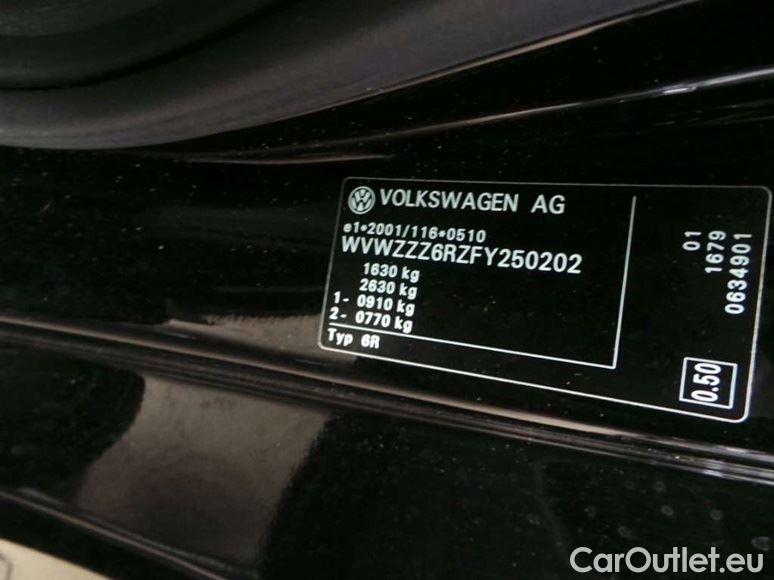 VOLKSWAGEN AG
e1*2001/116*0510
WVWZZZ6RZFY250202
1630 kg
2630 kg
1- 0910 kg
2- 0770 kg
Typ 6R
01
1679
0634901
0.50
CarOutlet.eu